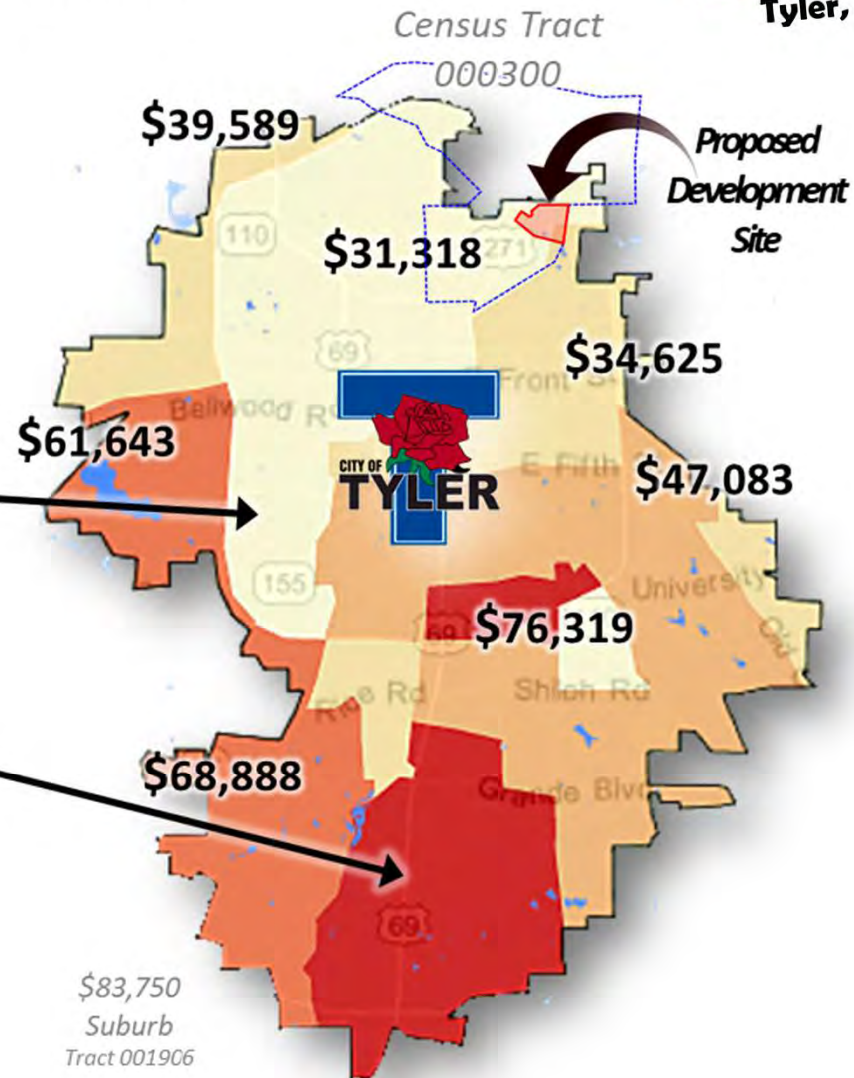 Tyler,
Census Tract
000300
$39,589
Proposed
Development
Site
110
$31,318
271
69
$34,625
Front St
Bellwood R
$61,643
CITY OF
TYLER
E Fifth
$47,083
155
University
69
$76,319
Old
Rice Rd
Shiloh Rd
$68,888
Grande Blvd
69
$83,750
Suburb
Tract 001906